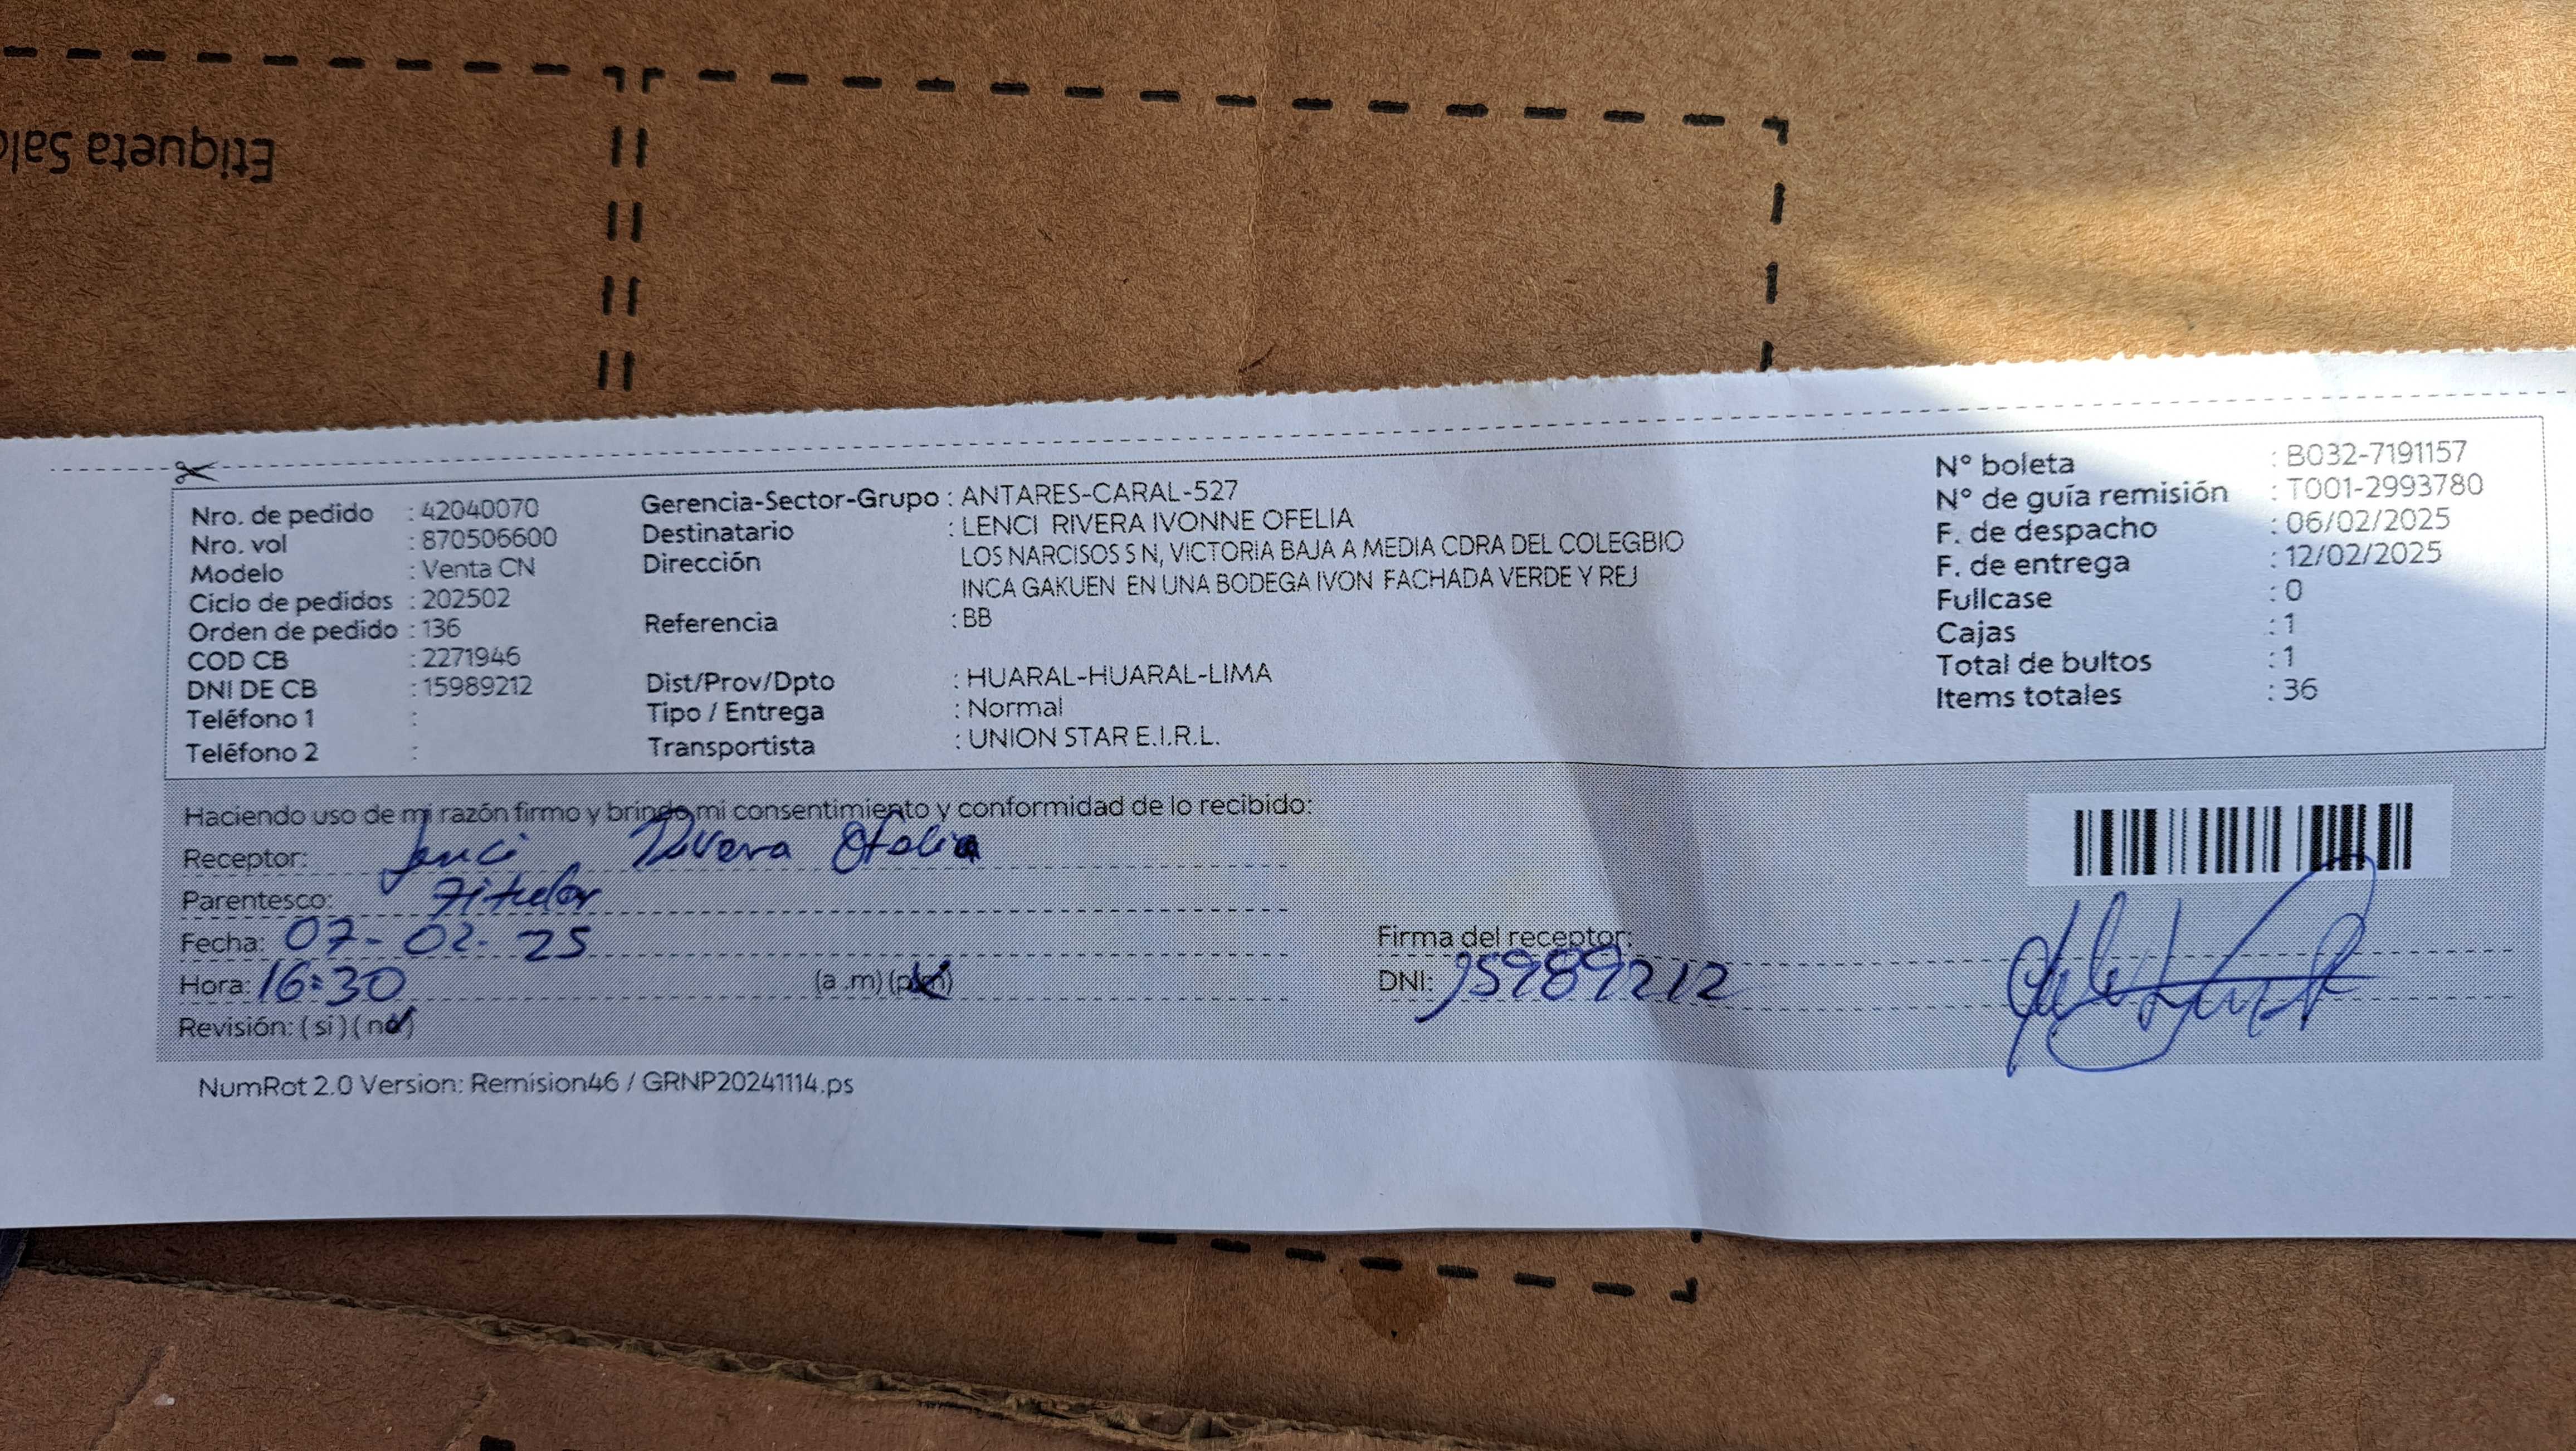 Etiqueta
Nro. de pedido : 42040070
Nro. vol : 870506600
Modelo : Venta CN
Ciclo de pedidos : 202502
Orden de pedido : 136
COD CB : 2271946
DNI DE CB : 15989212
Teléfono 1 :
Teléfono 2 :
Gerencia-Sector-Grupo : ANTARES-CARAL-527
Destinatario : LENCI RIVERA IVONNE OFELIA
Dirección LOS NARCISOS S N, VICTORIA BAJA A MEDIA CDRA DEL COLEGBIO
INCA GAKUEN EN UNA BODEGA IVON FACHADA VERDE Y REJ
Referencia : BB
Dist/Prov/Dpto : HUARAL-HUARAL-LIMA
Tipo / Entrega : Normal
Transportista : UNION STAR E.I.R.L.
N° boleta : B032-7191157
N° de guía remisión : T001-2993780
F. de despacho : 06/02/2025
F. de entrega : 12/02/2025
Fullcase : 0
Cajas : 1
Total de bultos : 1
Items totales : 36
Haciendo uso de mi razón firmo y brindo mi consentimiento y conformidad de lo recibido:
Receptor: Lenci Rivera Ofelia
Parentesco: Titular
Fecha: 07-02-25
Hora: 16:30 (a .m) (p.m)
Revisión: ( si ) ( no )
Firma del receptor:
DNI: 15989212
NumRot 2.0 Version: Remision46 / GRNP20241114.ps